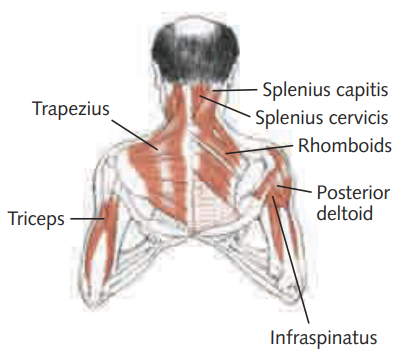 Splenius capitis
Trapezius
Splenius cervicis
Rhomboids
Posterior
deltoid
Triceps
Infraspinatus